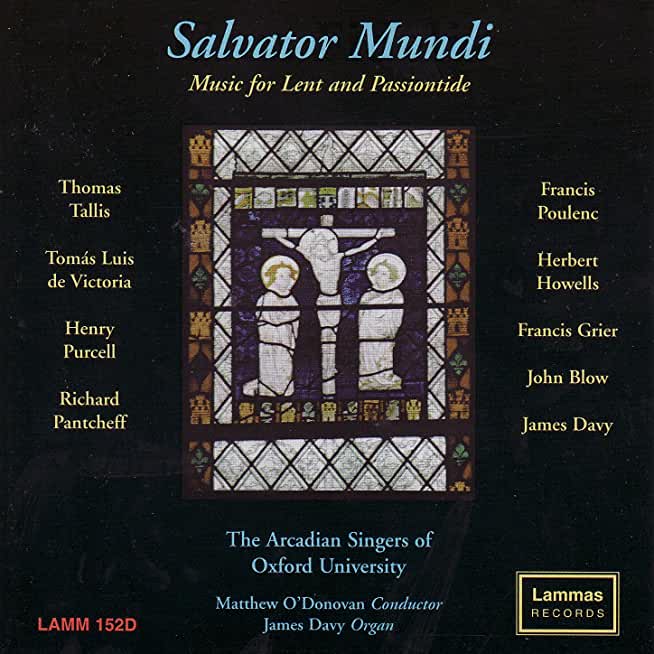 Salvator Mundi
Music for Lent and Passiontide
Thomas
Tallis
Tomás Luis
de Victoria
Henry
Purcell
Richard
Pantcheff
Francis
Poulenc
Herbert
Howells
Francis Grier
John Blow
James Davy
The Arcadian Singers of
Oxford University
Matthew O'Donovan Conductor
James Davy Organ
LAMM 152D
Lammas
RECORDS